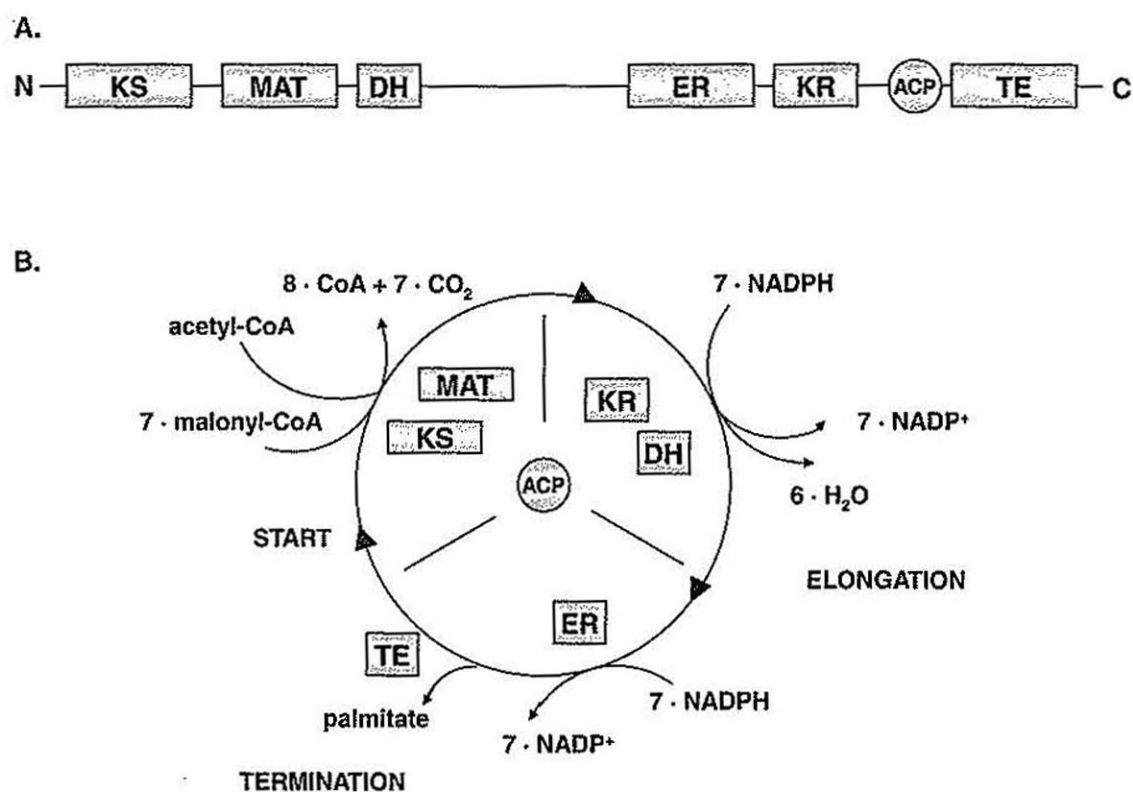 A.
N KS MAT DH ER KR ACP TE C
B.
8 · CoA + 7 · CO₂
7 · NADPH
acetyl-CoA
MAT
KR
7 · malonyl-CoA
7 · NADP⁺
KS
DH
ACP
6 · H₂O
START
ELONGATION
ER
TE
7 · NADPH
palmitate
7 · NADP⁺
TERMINATION